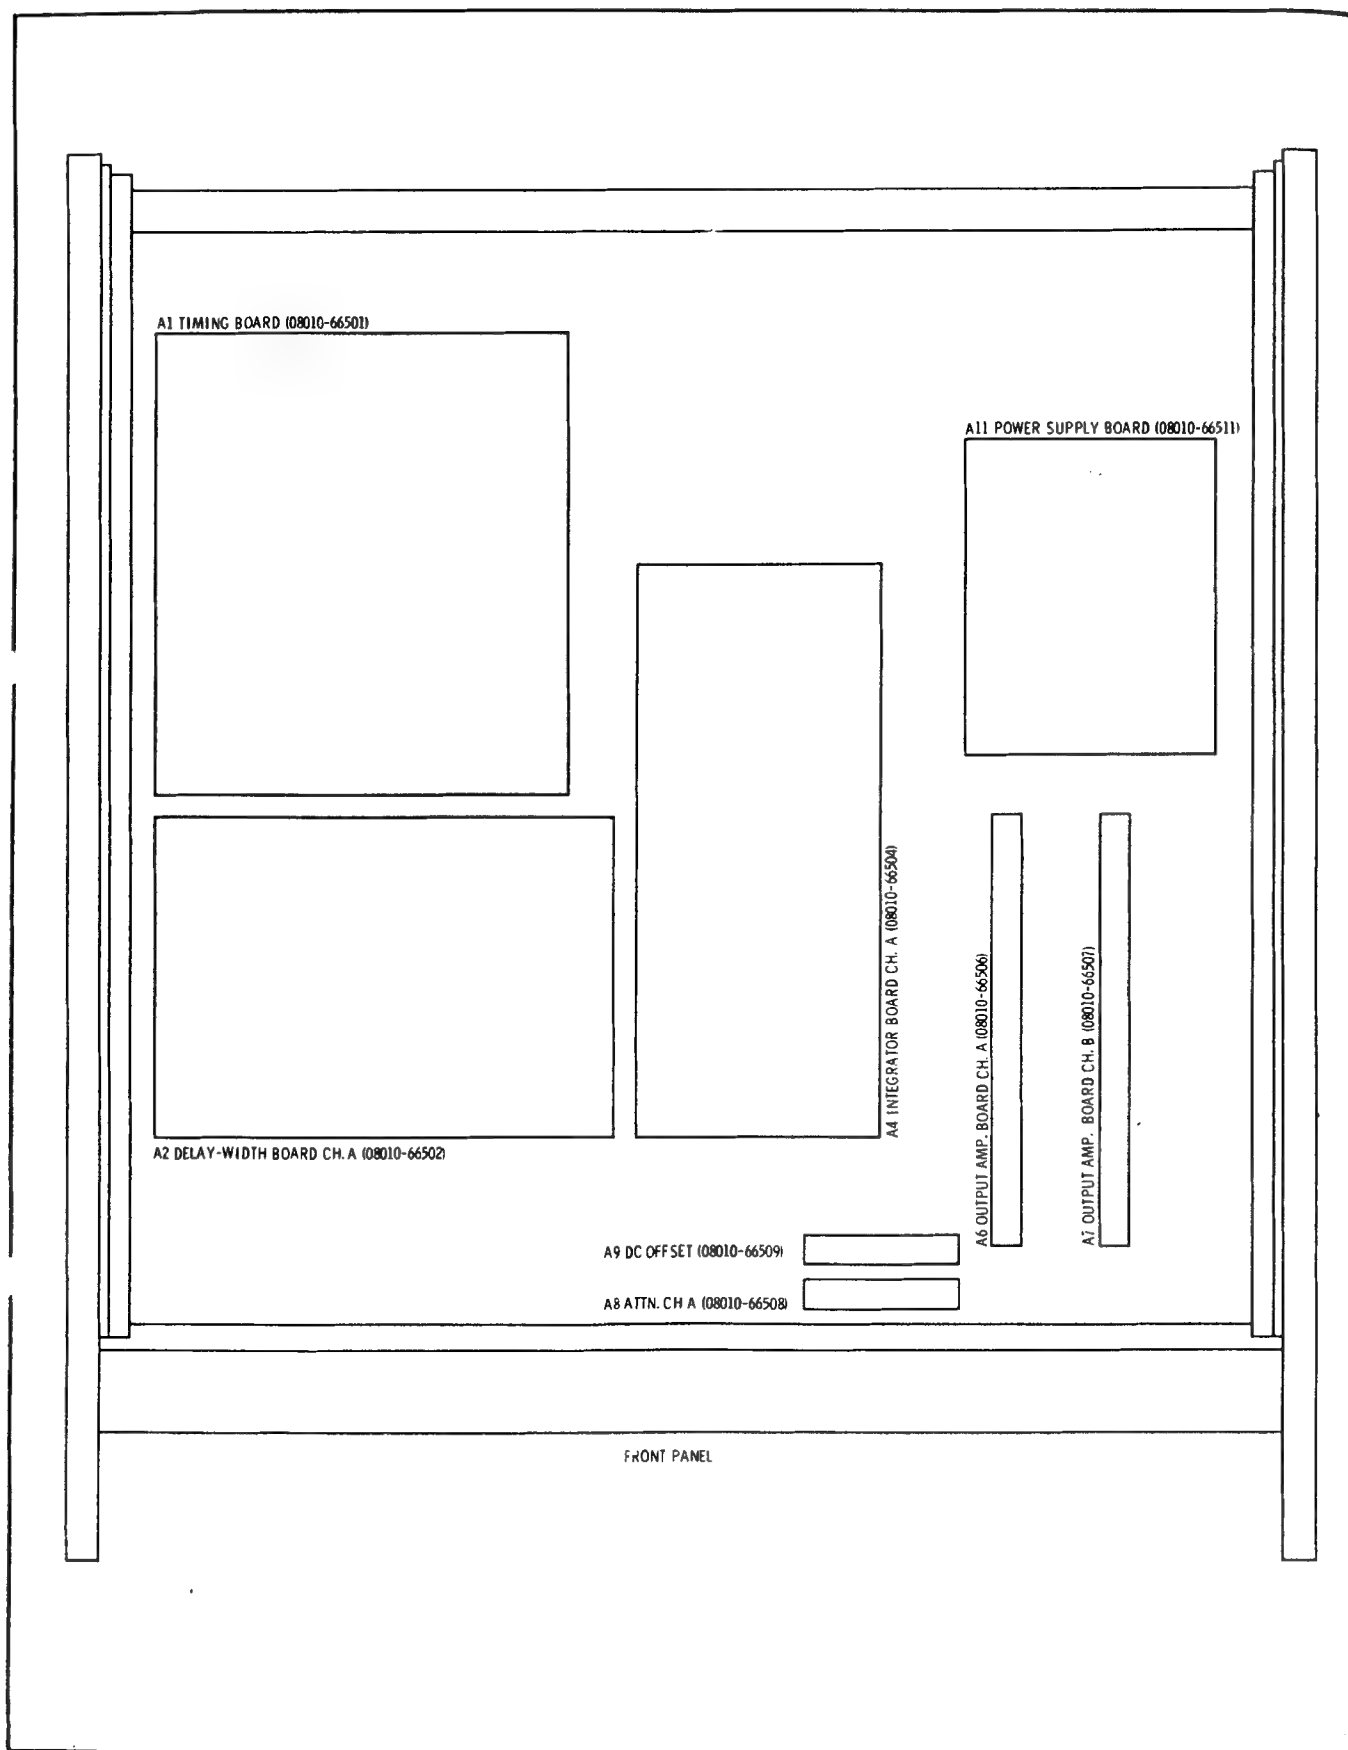 A1 TIMING BOARD (08010-66501)
A11 POWER SUPPLY BOARD (08010-66511)
A4 INTEGRATOR BOARD CH. A (08010-66504)
A6 OUTPUT AMP. BOARD CH. A (08010-66506)
A7 OUTPUT AMP. BOARD CH. B (08010-66507)
A2 DELAY-WIDTH BOARD CH. A (08010-66502)
A9 DC OFFSET (08010-66509)
A8 ATTN. CH A (08010-66508)
FRONT PANEL